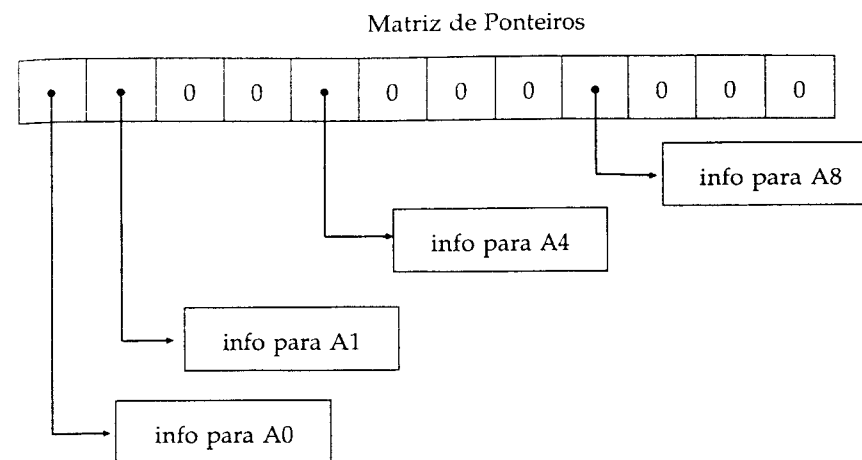 Matriz de Ponteiros
0 0 0 0 0 0 0 0
info para A8
info para A4
info para A1
info para A0